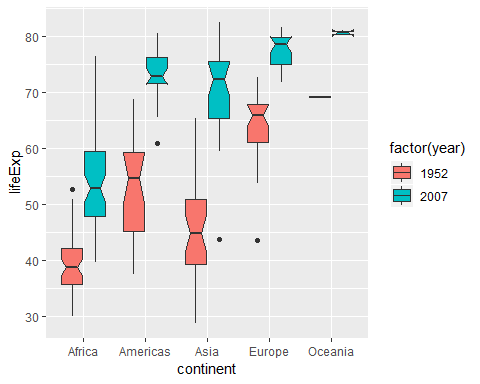 lifeExp
80
70
60
50
40
30
Africa
Americas
Asia
Europe
Oceania
continent
factor(year)
1952
2007